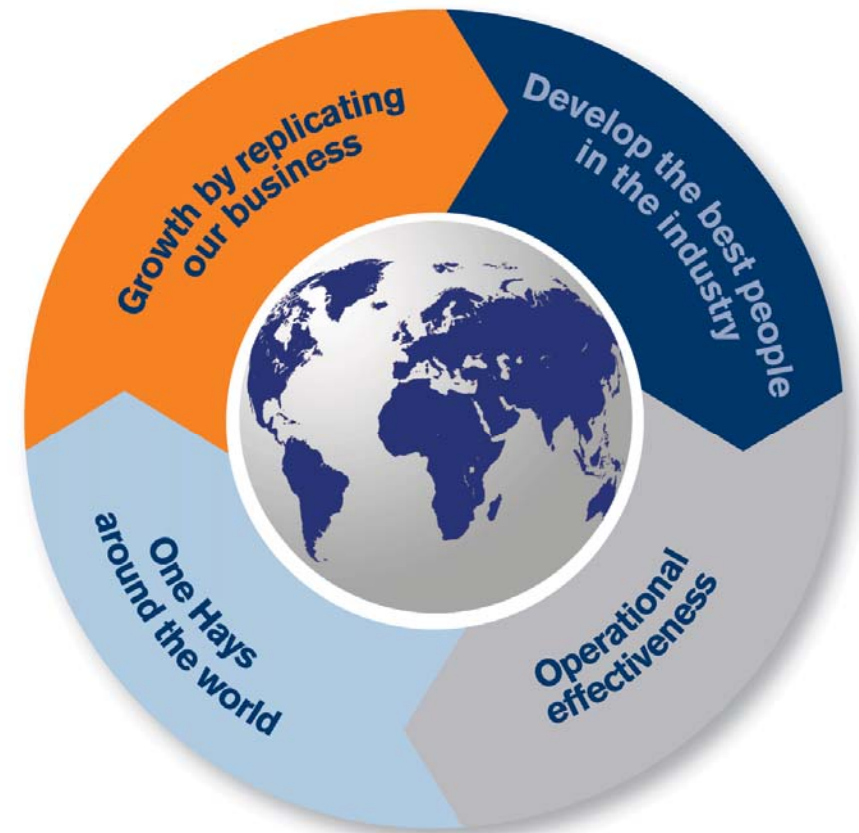 Growth by replicating
our business
Develop the best people
in the industry
Operational
effectiveness
One Hays
around the world